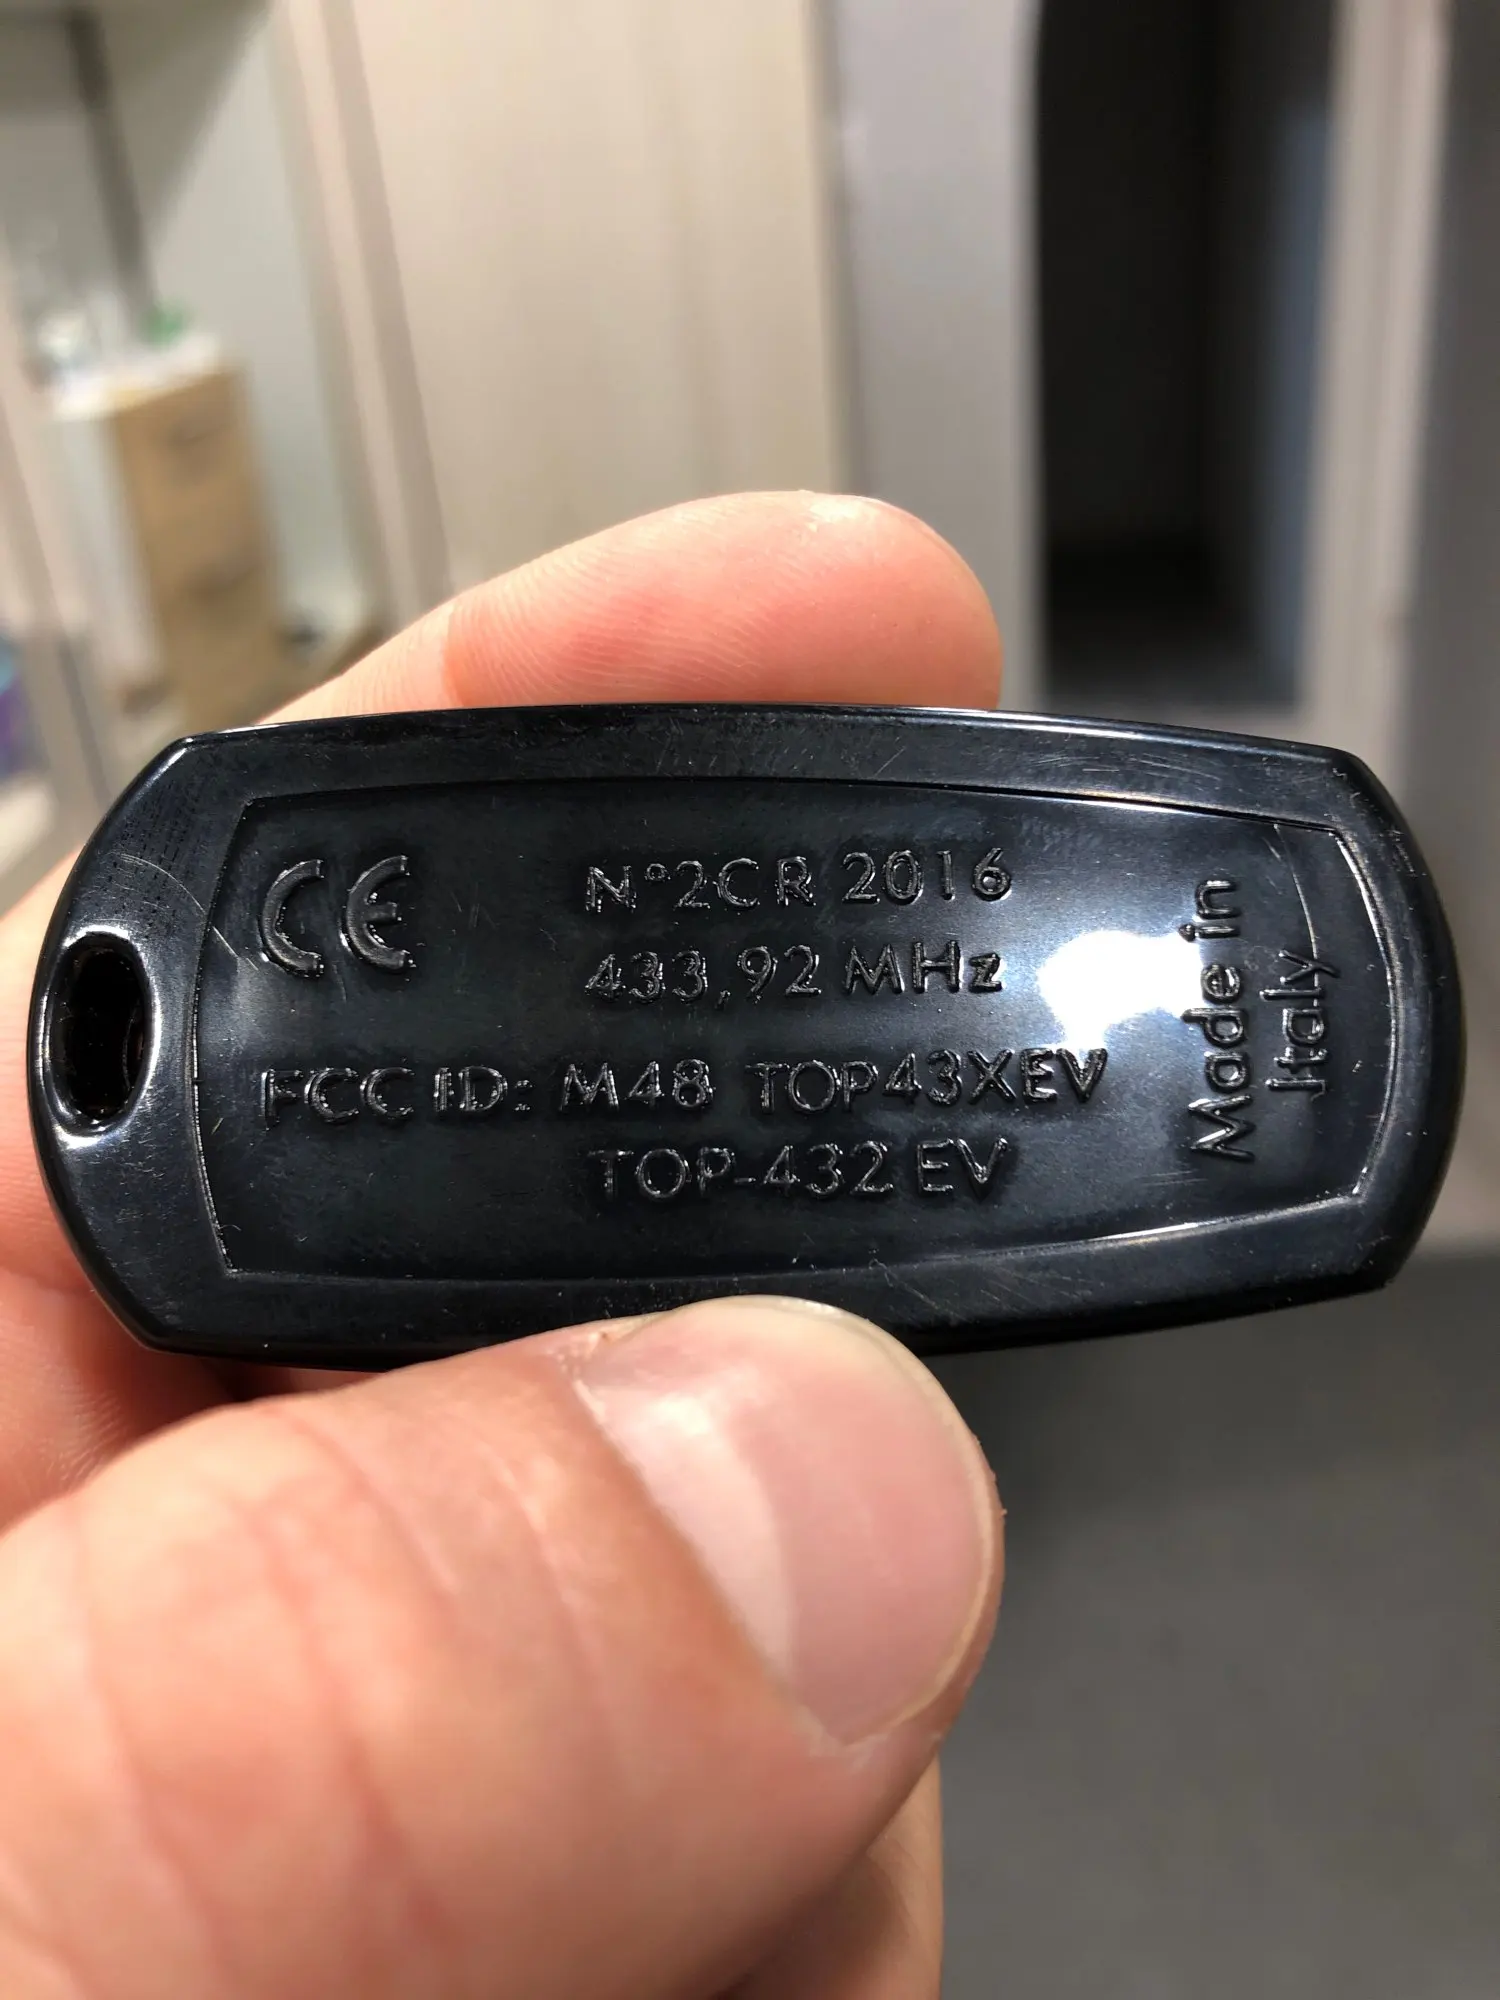 CE
N°2CR 2016
433,92 MHz
FCC ID: M48 TOP43XEV
TOP-432 EV
Made in
Italy